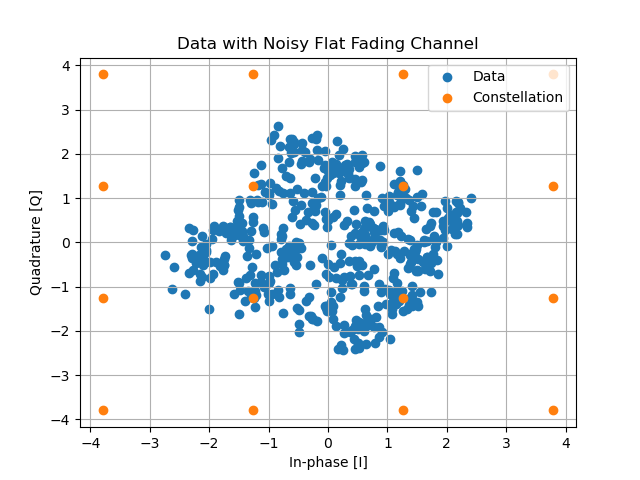 Data with Noisy Flat Fading Channel
Data
Constellation
4
3
2
1
0
−1
−2
−3
−4
Quadrature [Q]
−4 −3 −2 −1 0 1 2 3 4
In-phase [I]